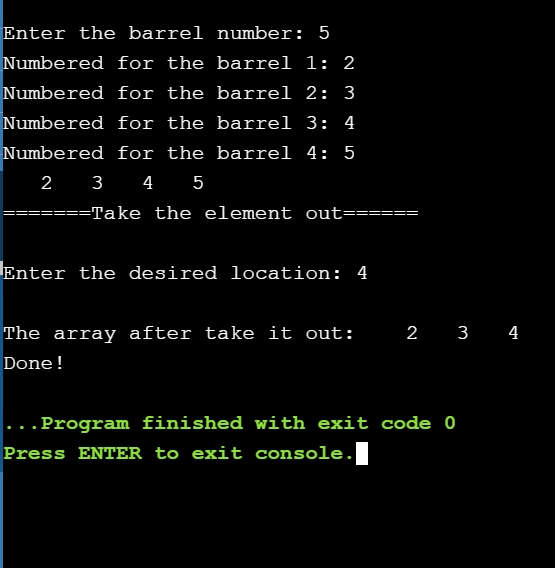 Enter the barrel number: 5
Numbered for the barrel 1: 2
Numbered for the barrel 2: 3
Numbered for the barrel 3: 4
Numbered for the barrel 4: 5
   2   3   4   5
=======Take the element out======
Enter the desired location: 4
The array after take it out:    2   3   4
Done!
...Program finished with exit code 0
Press ENTER to exit console.